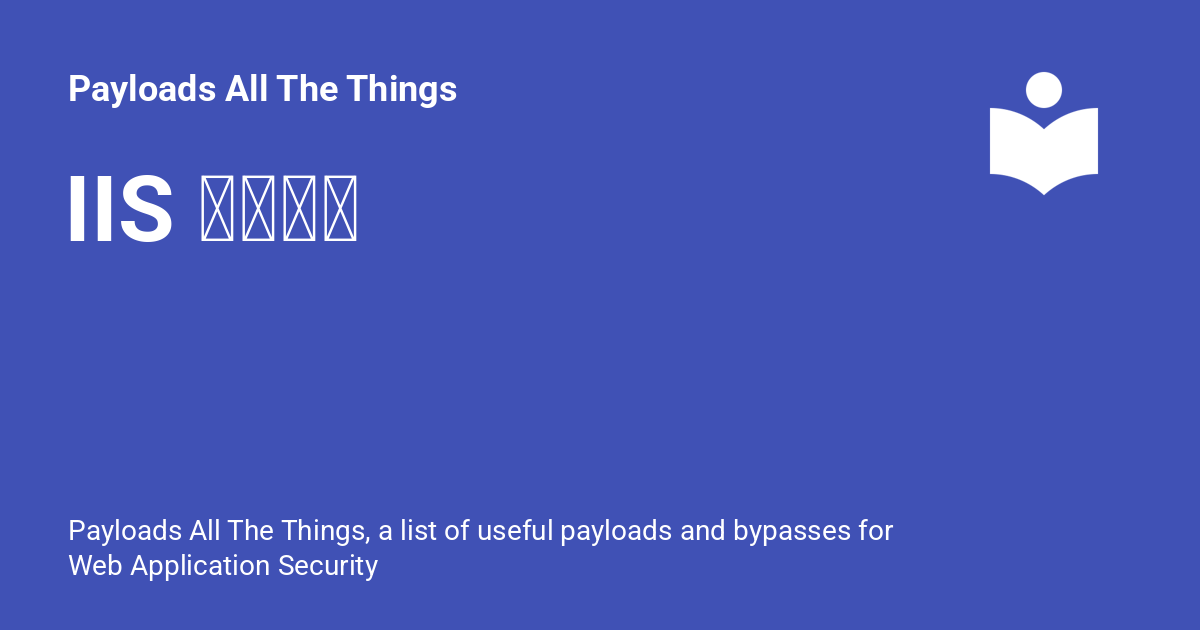 Payloads All The Things
IIS
Payloads All The Things, a list of useful payloads and bypasses for
Web Application Security